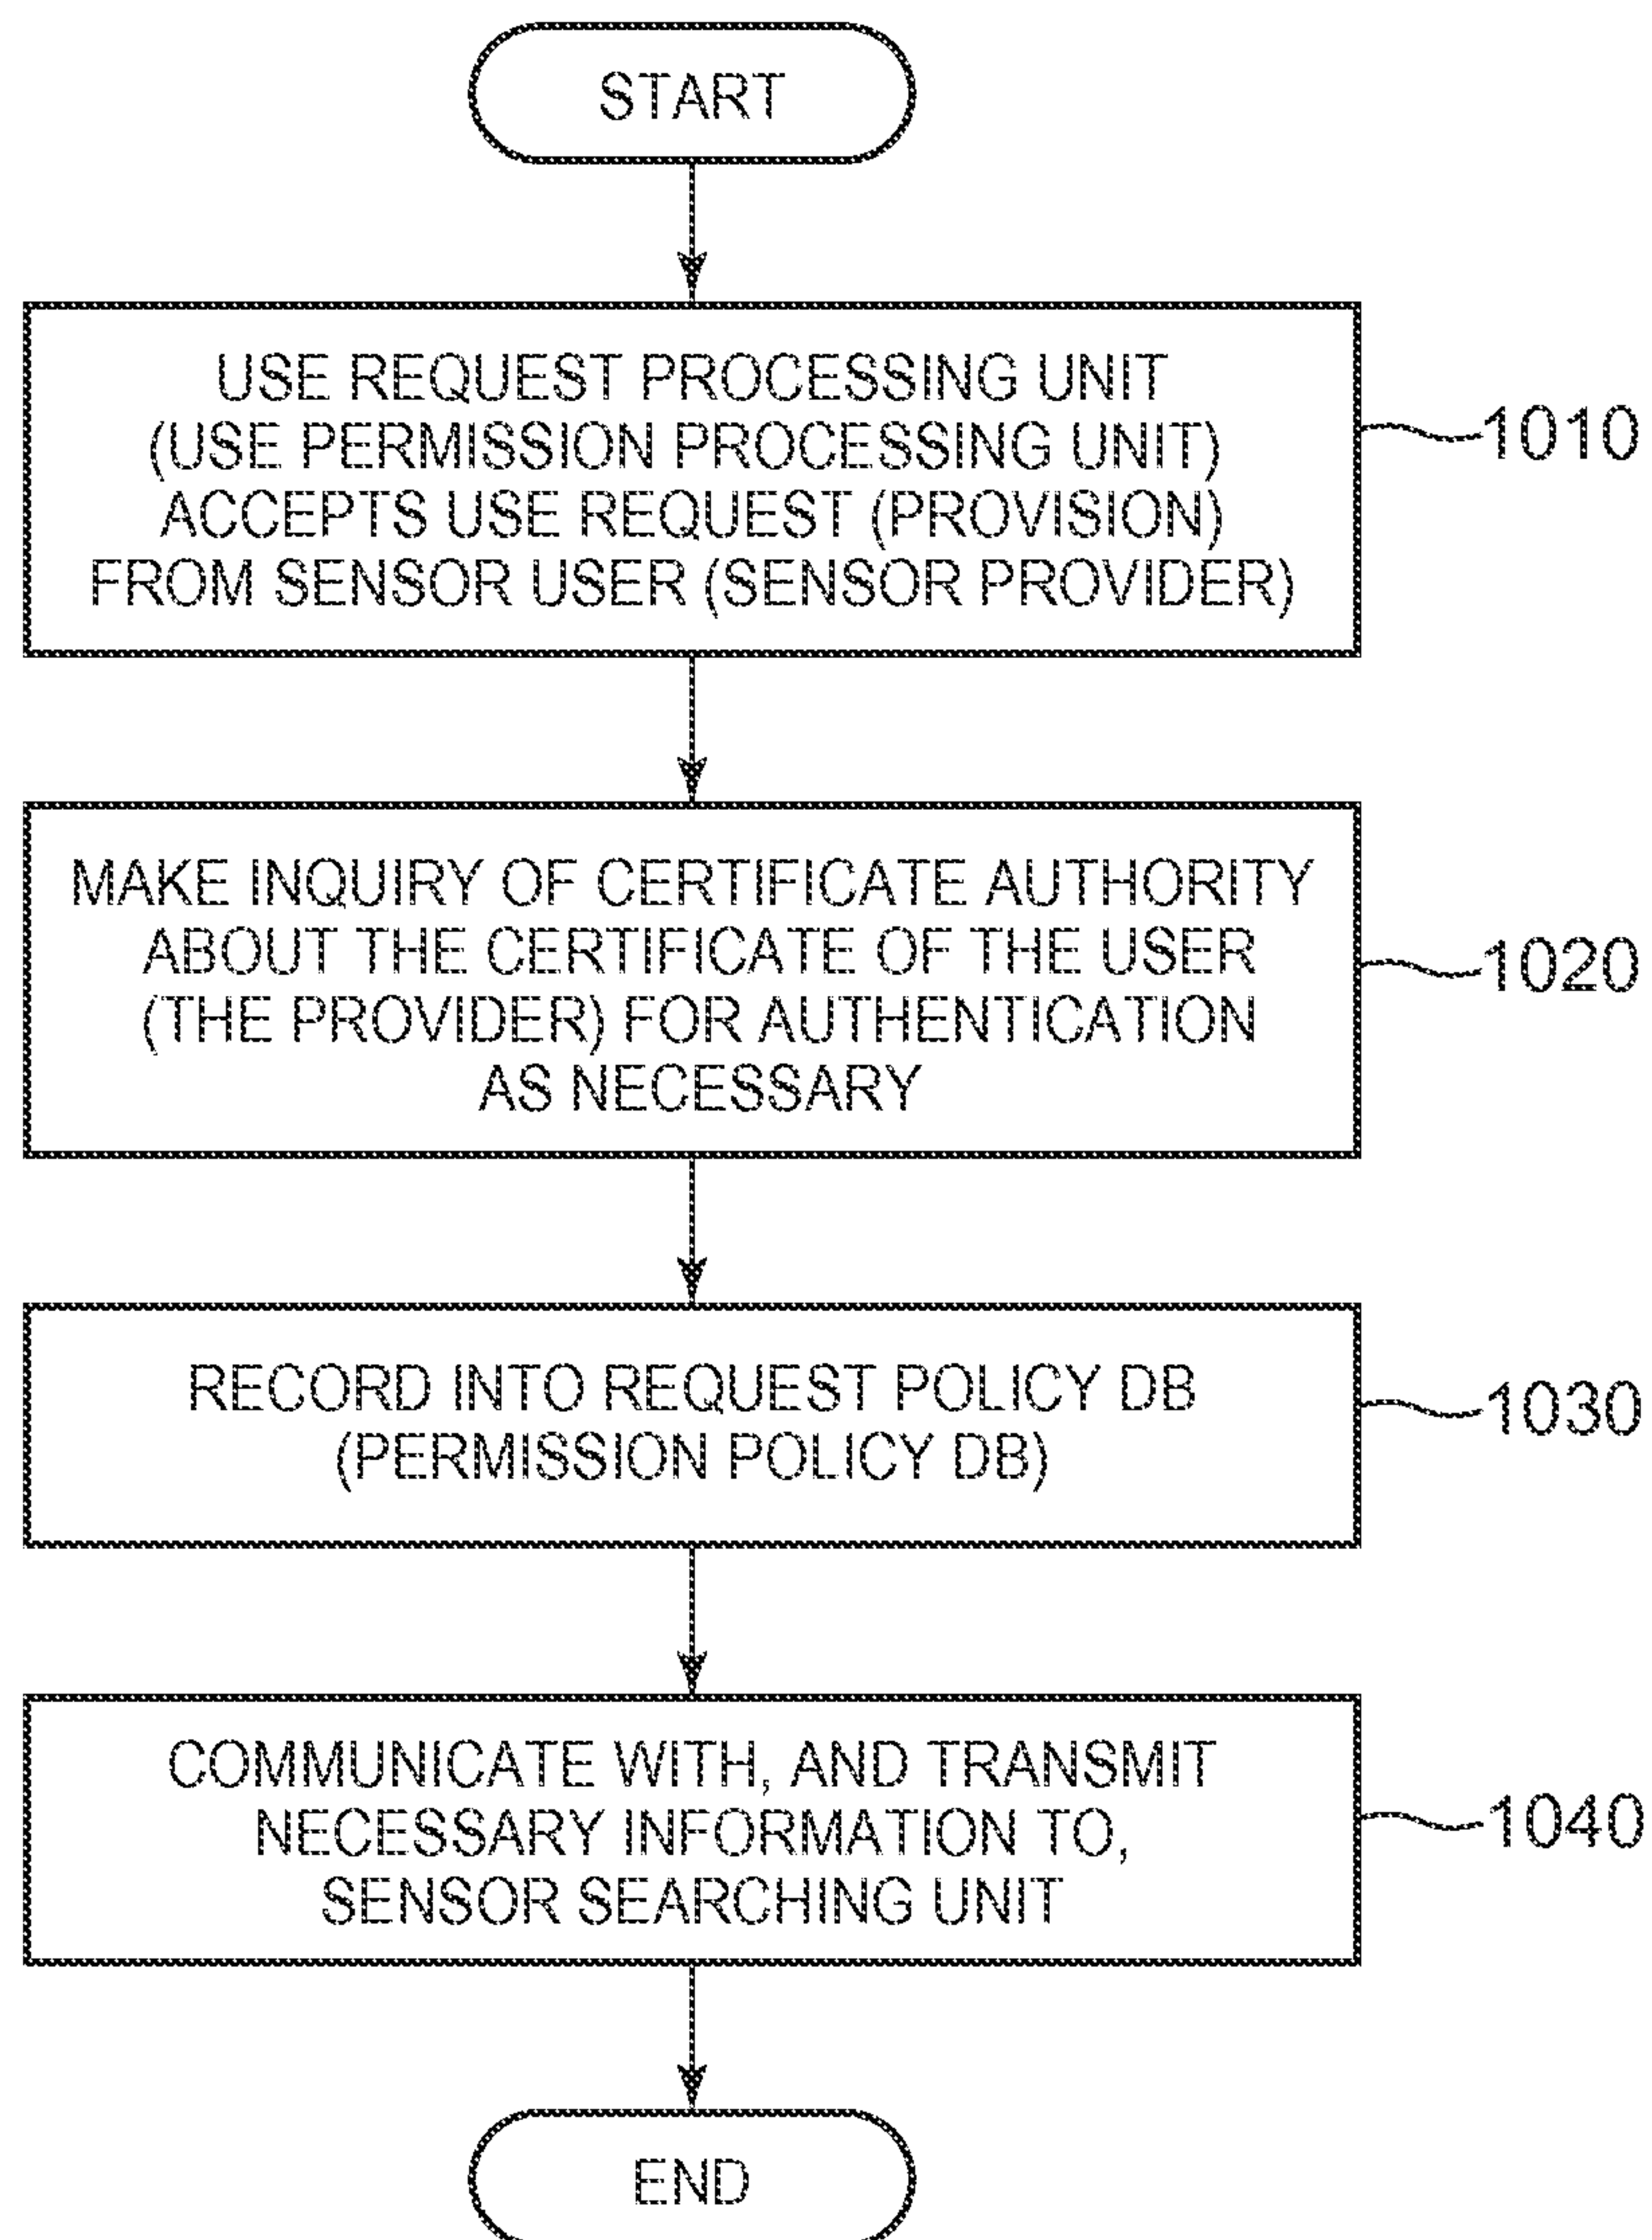 START
USE REQUEST PROCESSING UNIT
(USE PERMISSION PROCESSING UNIT)
ACCEPTS USE REQUEST (PROVISION)
FROM SENSOR USER (SENSOR PROVIDER)
1010
MAKE INQUIRY OF CERTIFICATE AUTHORITY
ABOUT THE CERTIFICATE OF THE USER
(THE PROVIDER) FOR AUTHENTICATION
AS NECESSARY
1020
RECORD INTO REQUEST POLICY DB
(PERMISSION POLICY DB)
1030
COMMUNICATE WITH, AND TRANSMIT
NECESSARY INFORMATION TO,
SENSOR SEARCHING UNIT
1040
END